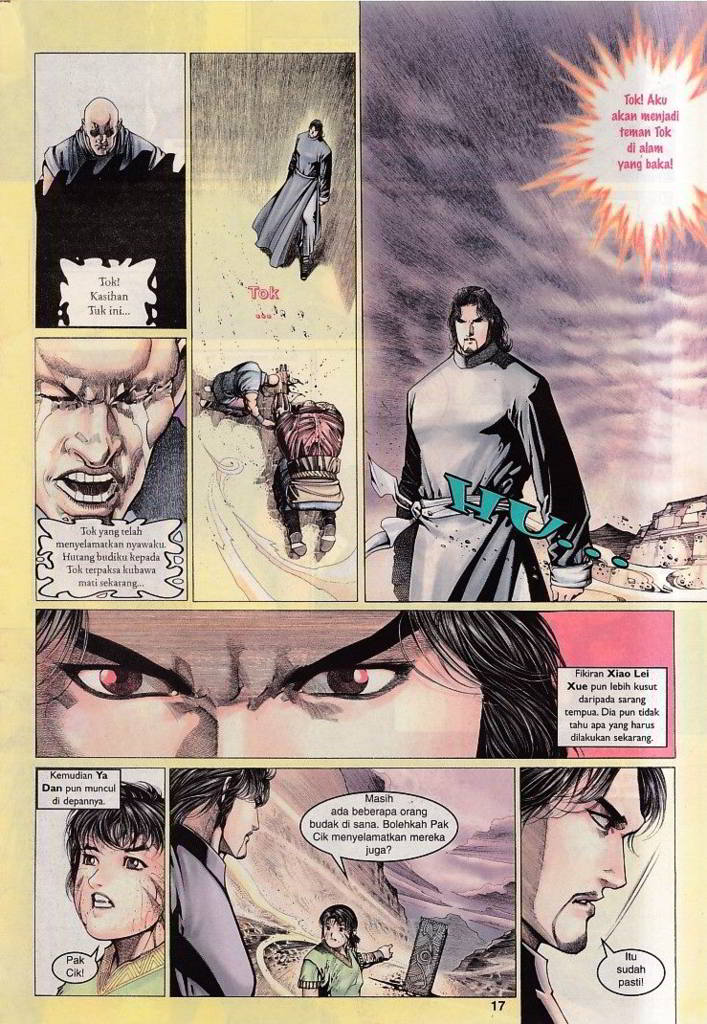 Tok!
Kasihan
Tuk ini...
Tok
...
Tok! Aku
akan menjadi
teman Tok
di alam
yang baka!
Tok yang telah
menyelamatkan nyawaku.
Hutang budiku kepada
Tok terpaksa kubawa
mati sekarang...
HU...
Fikiran Xiao Lei
Xue pun lebih kusut
daripada sarang
tempua. Dia pun tidak
tahu apa yang harus
dilakukan sekarang.
Kemudian Ya
Dan pun muncul
di depannya.
Pak
Cik!
Masih
ada beberapa orang
budak di sana. Bolehkah Pak
Cik menyelamatkan mereka
juga?
Itu
sudah
pasti!
17